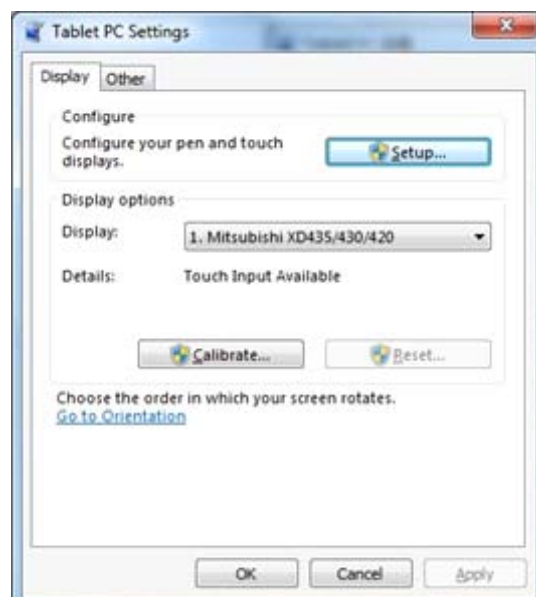 Tablet PC Settings
Display Other
Configure
Configure your pen and touch
displays.
Setup...
Display options
Display: 1. Mitsubishi XD435/430/420
Details: Touch Input Available
Calibrate... Reset...
Choose the order in which your screen rotates.
Go to Orientation
OK Cancel Apply